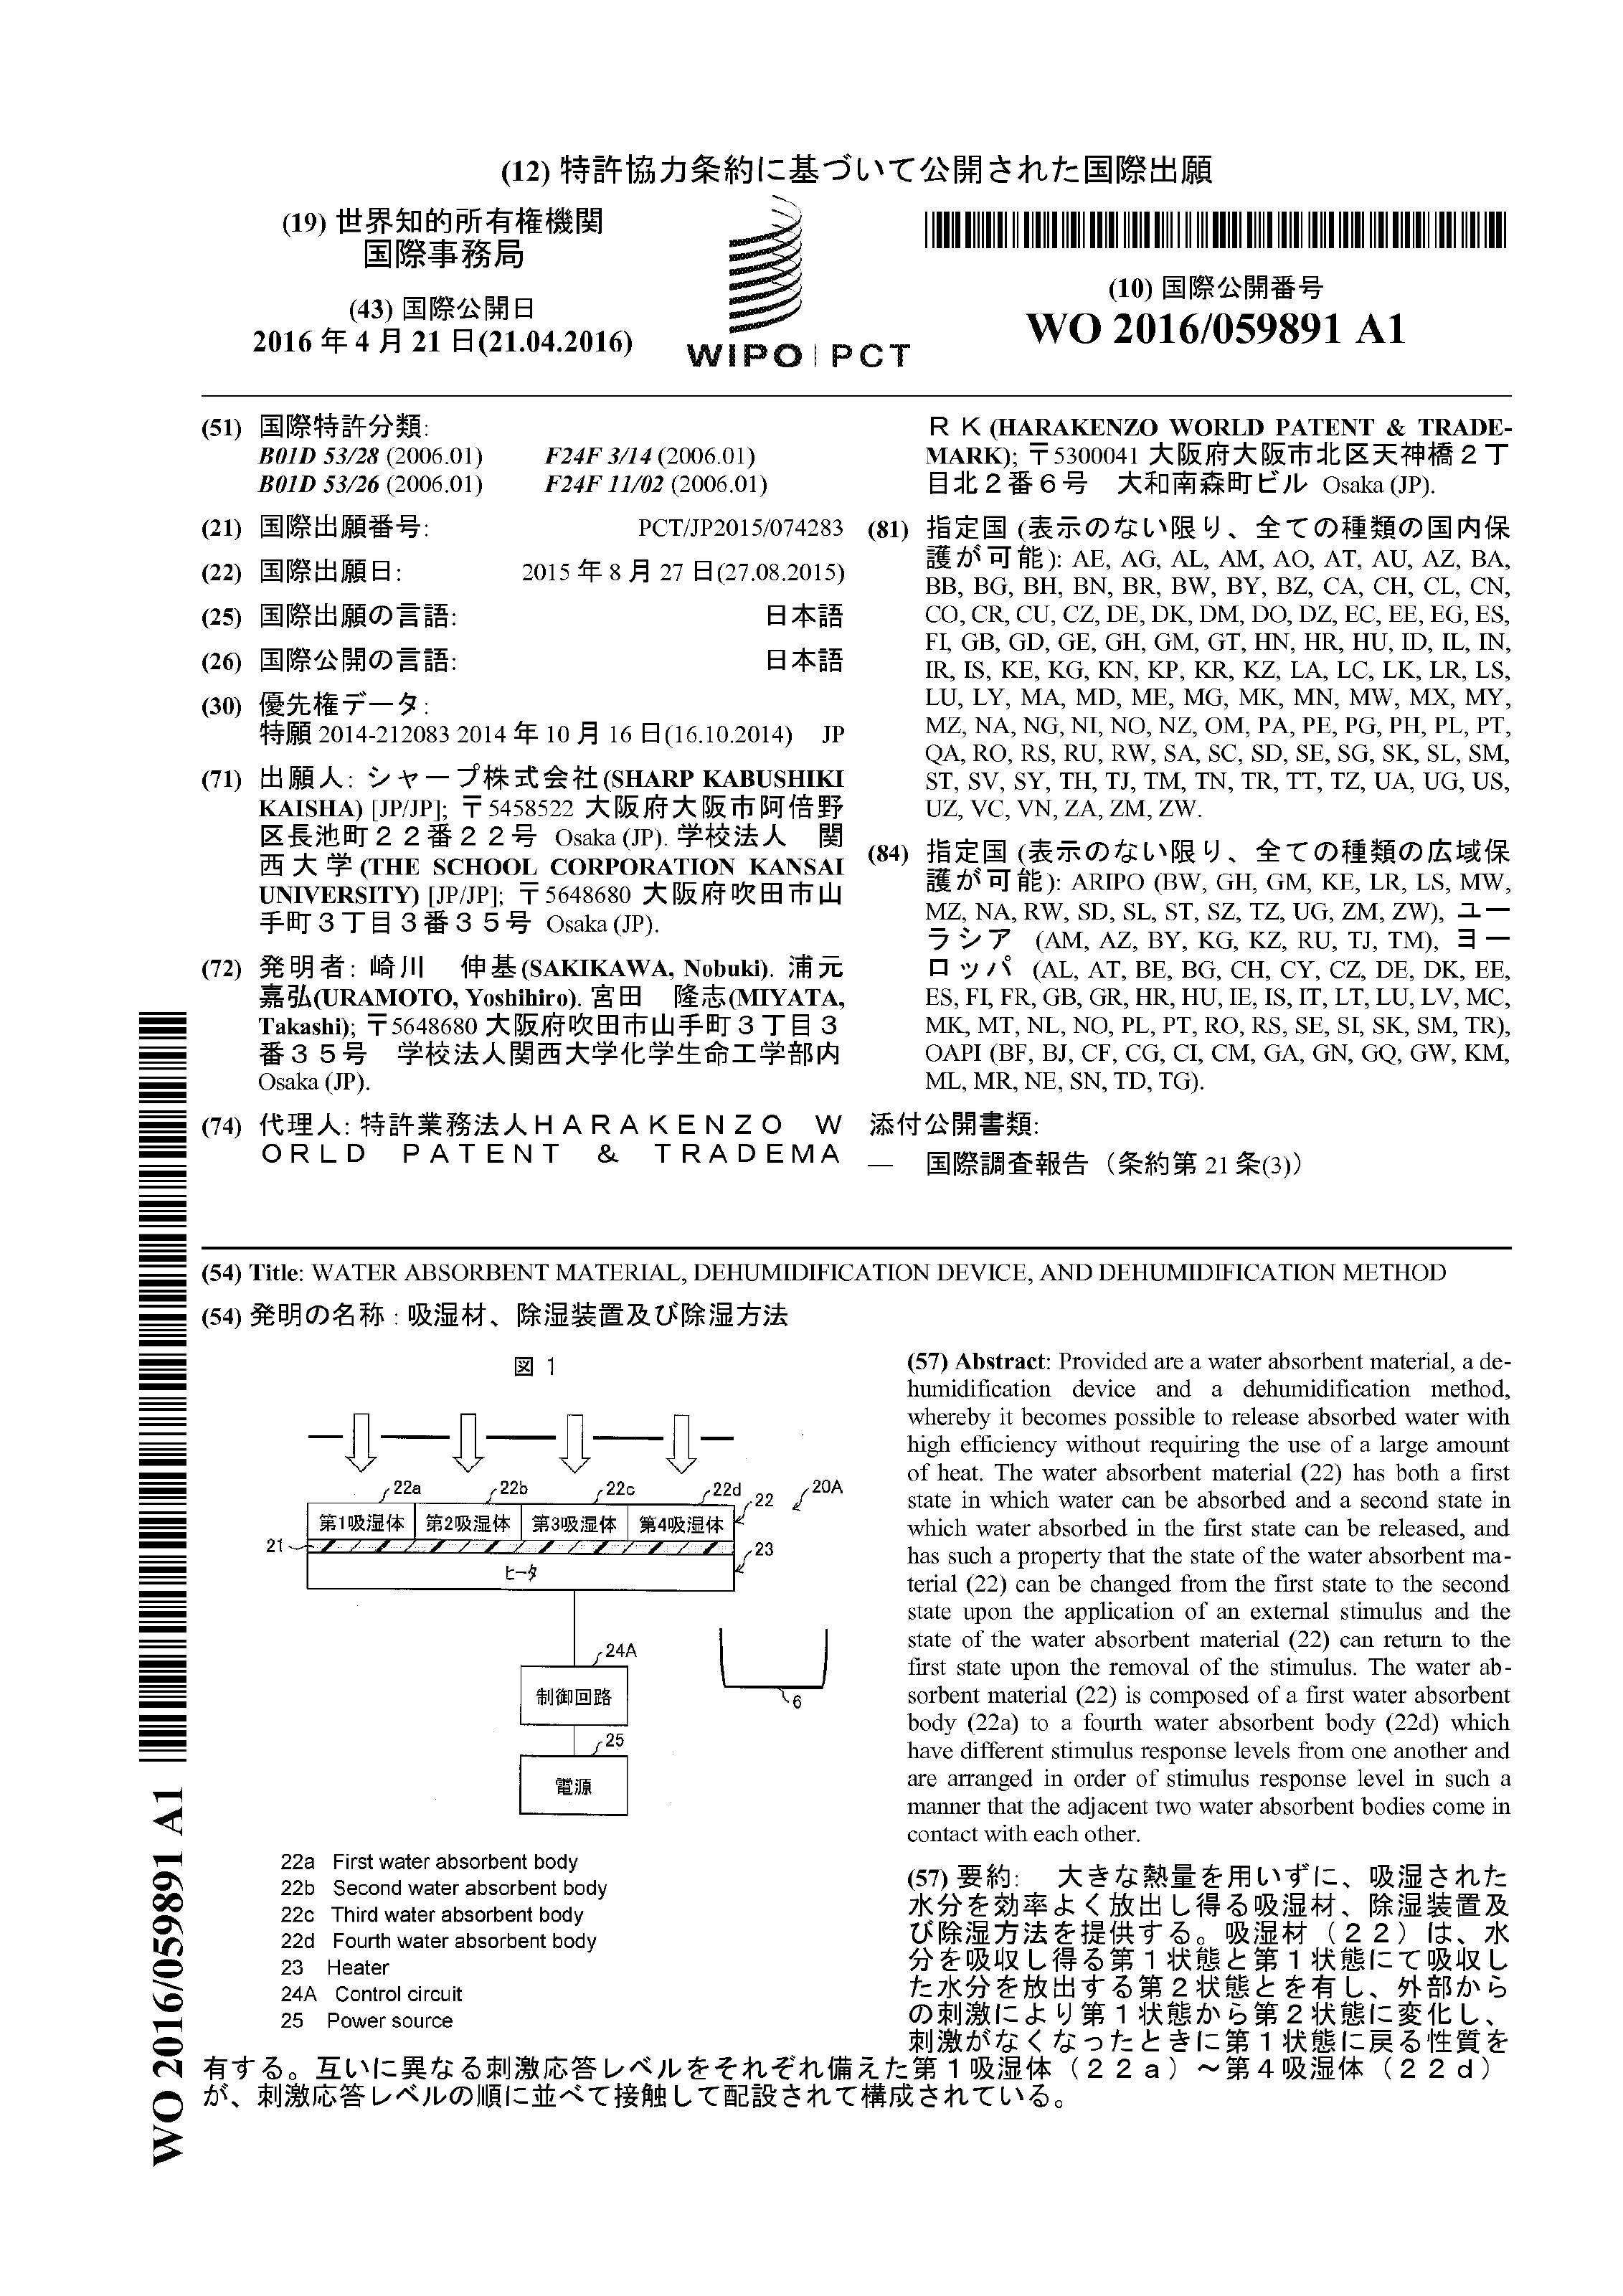 (12) 特許協力条約に基づいて公開された国際出願
(19) 世界知的所有権機関
国際事務局
(43) 国際公開日
2016 年 4 月 21 日(21.04.2016)
WIPO | PCT
(10) 国際公開番号
WO 2016/059891 A1
(51) 国際特許分類:
B01D 53/28 (2006.01) F24F 3/14 (2006.01)
B01D 53/26 (2006.01) F24F 11/02 (2006.01)
(21) 国際出願番号: PCT/JP2015/074283
(22) 国際出願日: 2015 年 8 月 27 日(27.08.2015)
(25) 国際出願の言語: 日本語
(26) 国際公開の言語: 日本語
(30) 優先権データ:
特願 2014-212083 2014 年 10 月 16 日(16.10.2014) JP
(71) 出願人: シャープ株式会社(SHARP KABUSHIKI
KAISHA) [JP/JP]; 〒5458522 大阪府大阪市阿倍野
区長池町22番22号 Osaka (JP). 学校法人 関
西大学(THE SCHOOL CORPORATION KANSAI
UNIVERSITY) [JP/JP]; 〒5648680 大阪府吹田市山
手町3丁目3番35号 Osaka (JP).
(72) 発明者: 崎川 伸基(SAKIKAWA, Nobuki). 浦元
嘉弘(URAMOTO, Yoshihiro). 宮田 隆志(MIYATA,
Takashi); 〒5648680 大阪府吹田市山手町3丁目3
番35号 学校法人関西大学化学生命工学部内
Osaka (JP).
(74) 代理人: 特許業務法人HARAKENZO W
ORLD PATENT & TRADEMA
RK(HARAKENZO WORLD PATENT & TRADE-
MARK); 〒5300041 大阪府大阪市北区天神橋2丁
目北2番6号 大和南森町ビル Osaka (JP).
(81) 指定国 (表示のない限り、全ての種類の国内保
護が可能): AE, AG, AL, AM, AO, AT, AU, AZ, BA,
BB, BG, BH, BN, BR, BW, BY, BZ, CA, CH, CL, CN,
CO, CR, CU, CZ, DE, DK, DM, DO, DZ, EC, EE, EG, ES,
FI, GB, GD, GE, GH, GM, GT, HN, HR, HU, ID, IL, IN,
IR, IS, KE, KG, KN, KP, KR, KZ, LA, LC, LK, LR, LS,
LU, LY, MA, MD, ME, MG, MK, MN, MW, MX, MY,
MZ, NA, NG, NI, NO, NZ, OM, PA, PE, PG, PH, PL, PT,
QA, RO, RS, RU, RW, SA, SC, SD, SE, SG, SK, SL, SM,
ST, SV, SY, TH, TJ, TM, TN, TR, TT, TZ, UA, UG, US,
UZ, VC, VN, ZA, ZM, ZW.
(84) 指定国 (表示のない限り、全ての種類の広域保
護が可能): ARIPO (BW, GH, GM, KE, LR, LS, MW,
MZ, NA, RW, SD, SL, ST, SZ, TZ, UG, ZM, ZW), ユー
ラシア (AM, AZ, BY, KG, KZ, RU, TJ, TM), ヨー
ロッパ (AL, AT, BE, BG, CH, CY, CZ, DE, DK, EE,
ES, FI, FR, GB, GR, HR, HU, IE, IS, IT, LT, LU, LV, MC,
MK, MT, NL, NO, PL, PT, RO, RS, SE, SI, SK, SM, TR),
OAPI (BF, BJ, CF, CG, CI, CM, GA, GN, GQ, GW, KM,
ML, MR, NE, SN, TD, TG).
添付公開書類:
— 国際調査報告(条約第 21 条(3))
(54) Title: WATER ABSORBENT MATERIAL, DEHUMIDIFICATION DEVICE, AND DEHUMIDIFICATION METHOD
(54) 発明の名称 : 吸湿材、除湿装置及び除湿方法
図 1
22a 22b 22c 22d 22 20A
第1吸湿体 第2吸湿体 第3吸湿体 第4吸湿体
21 23
ヒータ
24A
制御回路
6
25
電源
22a First water absorbent body
22b Second water absorbent body
22c Third water absorbent body
22d Fourth water absorbent body
23 Heater
24A Control circuit
25 Power source
(57) Abstract: Provided are a water absorbent material, a de-
humidification device and a dehumidification method,
whereby it becomes possible to release absorbed water with
high efficiency without requiring the use of a large amount
of heat. The water absorbent material (22) has both a first
state in which water can be absorbed and a second state in
which water absorbed in the first state can be released, and
has such a property that the state of the water absorbent ma-
terial (22) can be changed from the first state to the second
state upon the application of an external stimulus and the
state of the water absorbent material (22) can return to the
first state upon the removal of the stimulus. The water ab-
sorbent material (22) is composed of a first water absorbent
body (22a) to a fourth water absorbent body (22d) which
have different stimulus response levels from one another and
are arranged in order of stimulus response level in such a
manner that the adjacent two water absorbent bodies come in
contact with each other.
(57) 要約: 大きな熱量を用いずに、吸湿された
水分を効率よく放出し得る吸湿材、除湿装置及
び除湿方法を提供する。吸湿材(22)は、水
分を吸収し得る第1状態と第1状態にて吸収し
た水分を放出する第2状態とを有し、外部から
の刺激により第1状態から第2状態に変化し、
刺激がなくなったときに第1状態に戻る性質を
有する。互いに異なる刺激応答レベルをそれぞれ備えた第1吸湿体(22a)～第4吸湿体(22d)
が、刺激応答レベルの順に並べて接触して配設されて構成されている。
WO 2016/059891 A1